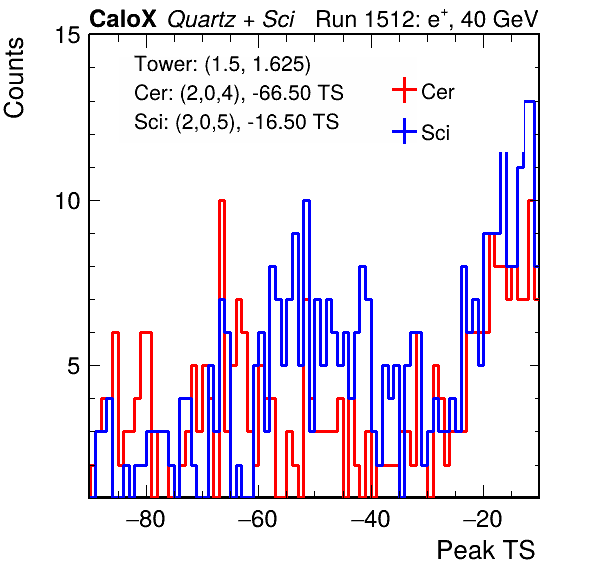 CaloX Quartz + Sci Run 1512: e⁺, 40 GeV
Counts
15
Tower: (1.5, 1.625)
Cer: (2,0,4), -66.50 TS
Sci: (2,0,5), -16.50 TS
Cer
Sci
10
5
−80 −60 −40 −20
Peak TS